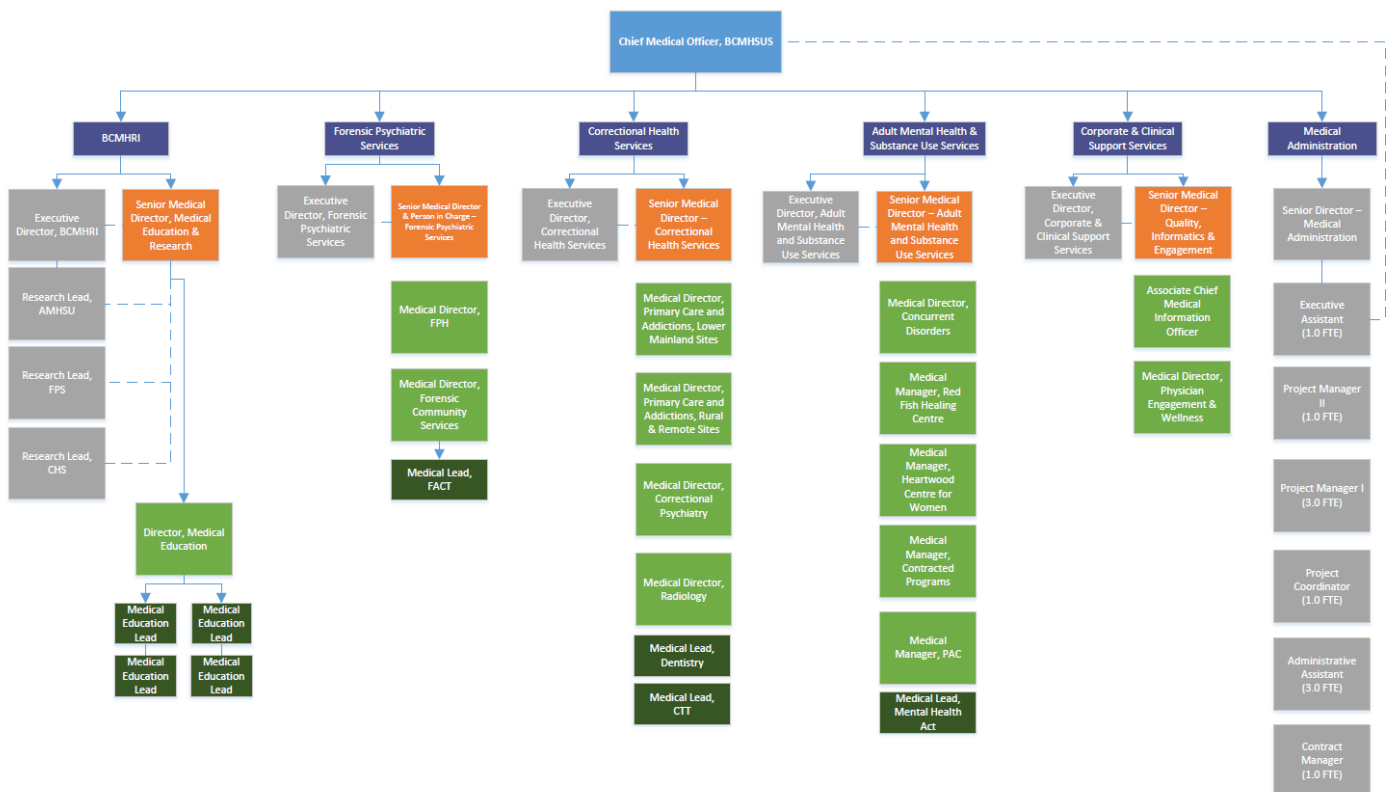 Chief Medical Officer, BCMHSUS
BCMHRI
Forensic Psychiatric
Services
Correctional Health
Services
Adult Mental Health &
Substance Use Services
Corporate & Clinical
Support Services
Medical
Administration
Executive
Director, BCMHRI
Senior Medical
Director, Medical
Education &
Research
Research Lead,
AMHSU
Research Lead,
FPS
Research Lead,
CHS
Director, Medical
Education
Medical
Education
Lead
Medical
Education
Lead
Medical
Education
Lead
Medical
Education
Lead
Executive
Director, Forensic
Psychiatric
Services
Senior Medical Director
& Person in Charge –
Forensic Psychiatric
Services
Medical Director,
FPH
Medical Director,
Forensic
Community
Services
Medical Lead,
FACT
Executive
Director,
Correctional
Health Services
Senior Medical
Director –
Correctional
Health Services
Medical Director,
Primary Care and
Addictions, Lower
Mainland Sites
Medical Director,
Primary Care and
Addictions, Rural
& Remote Sites
Medical Director,
Correctional
Psychiatry
Medical Director,
Radiology
Medical Lead,
Dentistry
Medical Lead,
CTT
Executive
Director, Adult
Mental Health
and Substance
Use Services
Senior Medical
Director – Adult
Mental Health
and Substance
Use Services
Medical Director,
Concurrent
Disorders
Medical
Manager, Red
Fish Healing
Centre
Medical
Manager,
Heartwood
Centre for
Women
Medical
Manager,
Contracted
Programs
Medical
Manager, PAC
Medical Lead,
Mental Health
Act
Executive
Director,
Corporate &
Clinical Support
Services
Senior Medical
Director –
Quality,
Informatics &
Engagement
Associate Chief
Medical
Information
Officer
Medical Director,
Physician
Engagement &
Wellness
Senior Director –
Medical
Administration
Executive
Assistant
(1.0 FTE)
Project Manager
II
(1.0 FTE)
Project Manager I
(3.0 FTE)
Project
Coordinator
(1.0 FTE)
Administrative
Assistant
(3.0 FTE)
Contract
Manager
(1.0 FTE)